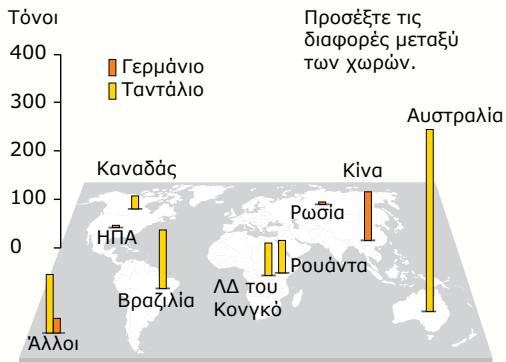 Τόνοι
400
300
200
100
0
Γερμάνιο
Ταντάλιο
Προσέξτε τις
διαφορές μεταξύ
των χωρών.
Αυστραλία
Καναδάς
Κίνα
ΗΠΑ
Ρωσία
Βραζιλία
ΛΔ του
Κονγκό
Ρουάντα
Άλλοι